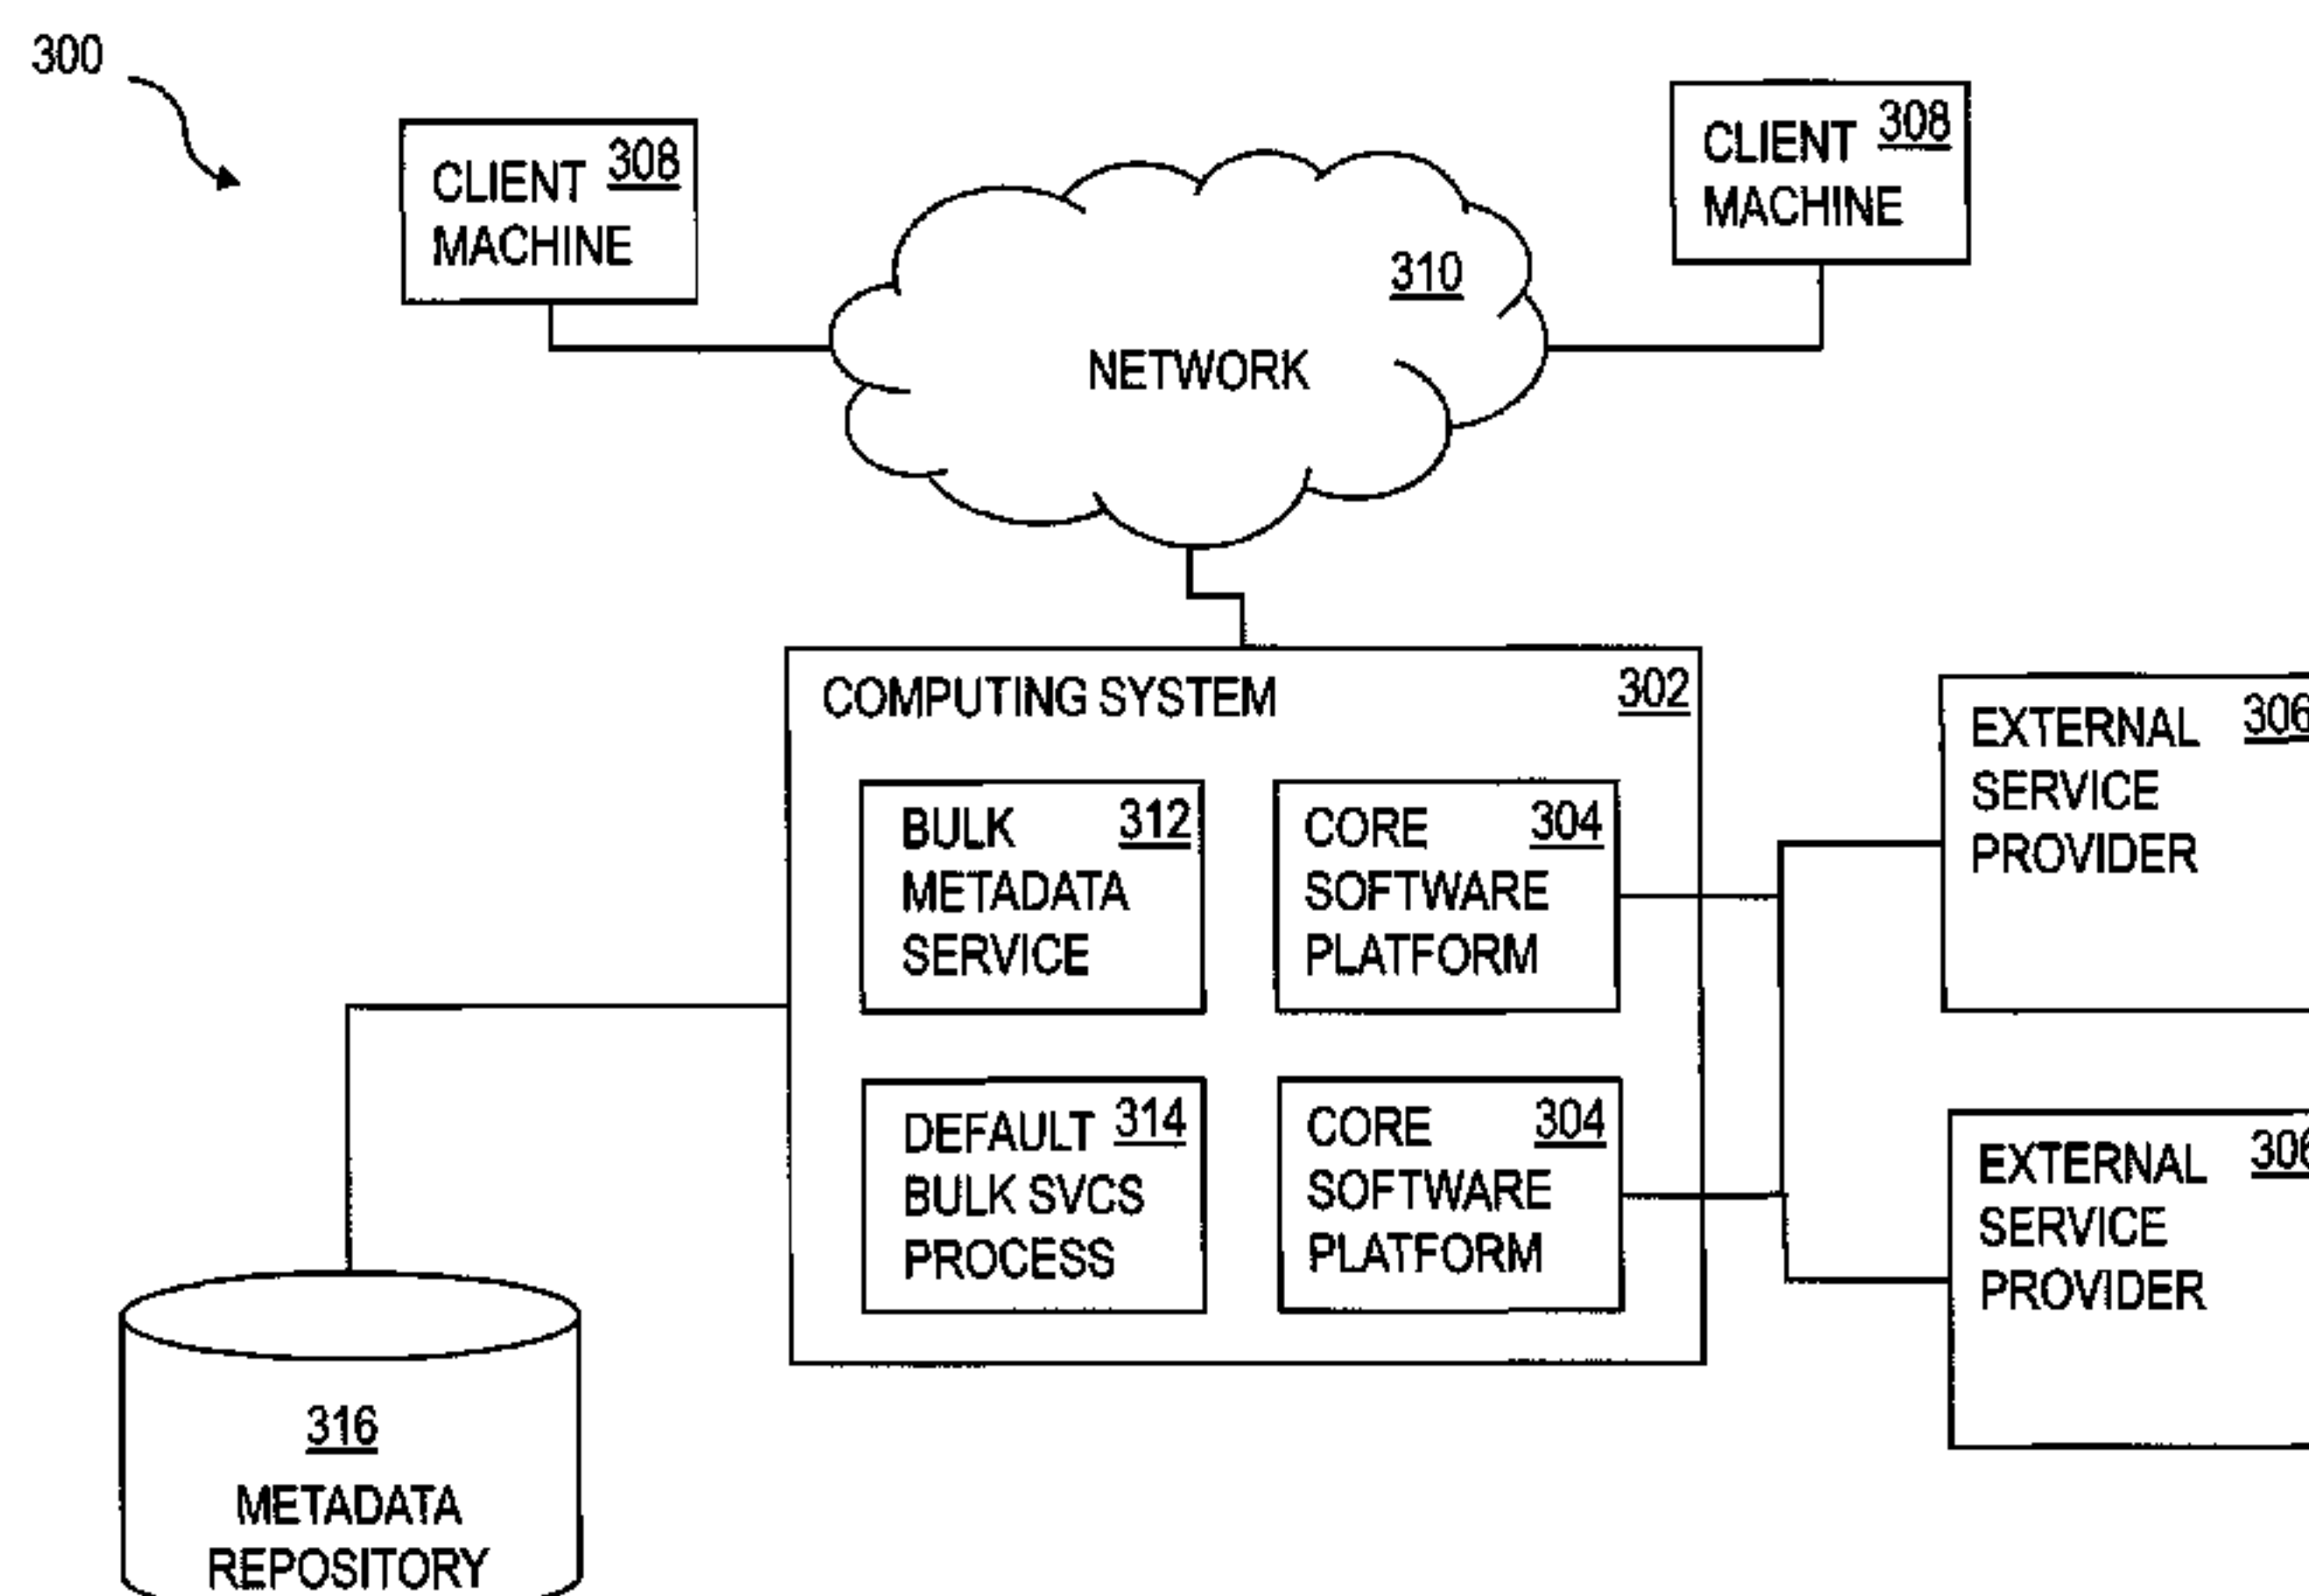 300
CLIENT 308
MACHINE
CLIENT 308
MACHINE
310
NETWORK
COMPUTING SYSTEM 302
BULK 312
METADATA
SERVICE
CORE 304
SOFTWARE
PLATFORM
EXTERNAL 306
SERVICE
PROVIDER
DEFAULT 314
BULK SVCS
PROCESS
CORE 304
SOFTWARE
PLATFORM
EXTERNAL 306
SERVICE
PROVIDER
316
METADATA
REPOSITORY